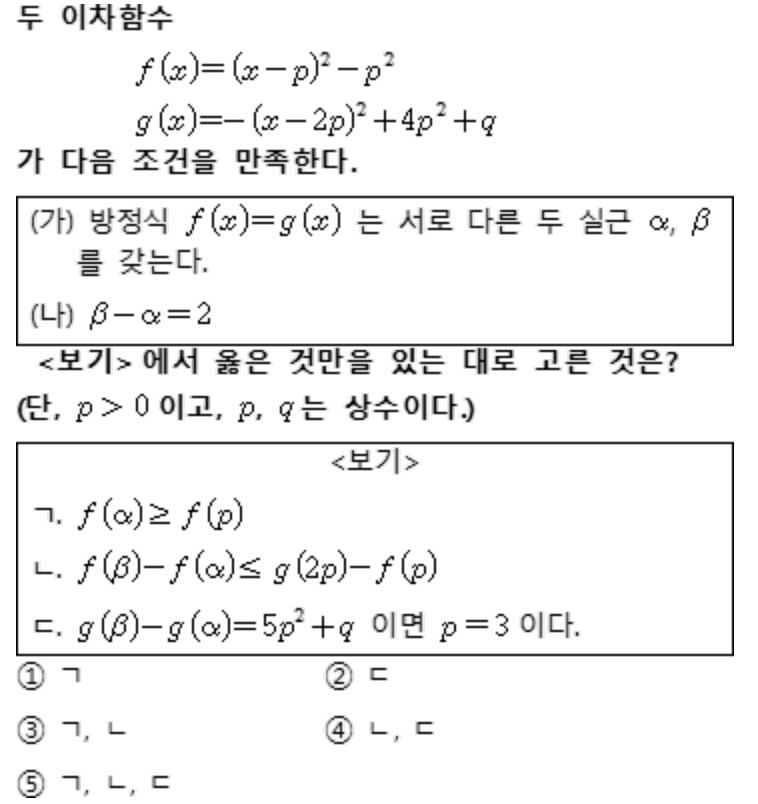 두 이차함수
f(x)=(x-p)²-p²
g(x)=-(x-2p)²+4p²+q
가 다음 조건을 만족한다.
(가) 방정식 f(x)=g(x) 는 서로 다른 두 실근 α, β
를 갖는다.
(나) β-α=2
<보기> 에서 옳은 것만을 있는 대로 고른 것은?
(단, p > 0 이고, p, q는 상수이다.)
<보기>
ㄱ. f(α)≥ f(p)
ㄴ. f(β)-f(α)≤ g(2p)-f(p)
ㄷ. g(β)-g(α)=5p²+q 이면 p=3 이다.
① ㄱ ② ㄷ
③ ㄱ, ㄴ ④ ㄴ, ㄷ
⑤ ㄱ, ㄴ, ㄷ